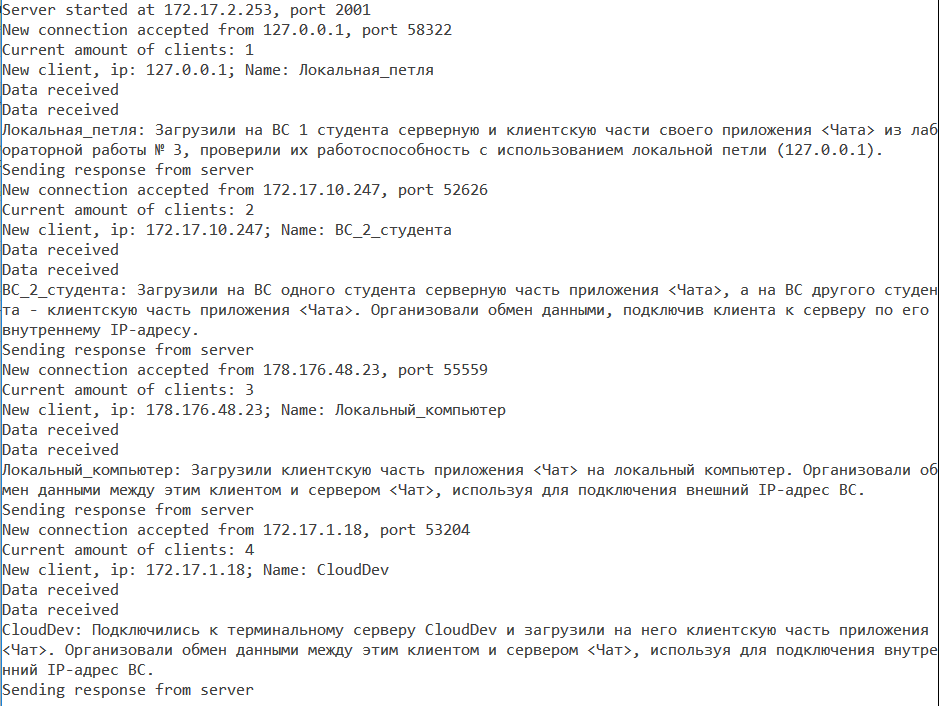 Server started at 172.17.2.253, port 2001
New connection accepted from 127.0.0.1, port 58322
Current amount of clients: 1
New client, ip: 127.0.0.1; Name: Локальная_петля
Data received
Data received
Локальная_петля: Загрузили на ВС 1 студента серверную и клиентскую части своего приложения <Чата> из лаб
ораторной работы № 3, проверили их работоспособность с использованием локальной петли (127.0.0.1).
Sending response from server
New connection accepted from 172.17.10.247, port 52626
Current amount of clients: 2
New client, ip: 172.17.10.247; Name: ВС_2_студента
Data received
Data received
ВС_2_студента: Загрузили на ВС одного студента серверную часть приложения <Чата>, а на ВС другого студен
та - клиентскую часть приложения <Чата>. Организовали обмен данными, подключив клиента к серверу по его
внутреннему IP-адресу.
Sending response from server
New connection accepted from 178.176.48.23, port 55559
Current amount of clients: 3
New client, ip: 178.176.48.23; Name: Локальный_компьютер
Data received
Data received
Локальный_компьютер: Загрузили клиентскую часть приложения <Чат> на локальный компьютер. Организовали об
мен данными между этим клиентом и сервером <Чат>, используя для подключения внешний IP-адрес ВС.
Sending response from server
New connection accepted from 172.17.1.18, port 53204
Current amount of clients: 4
New client, ip: 172.17.1.18; Name: CloudDev
Data received
Data received
CloudDev: Подключились к терминальному серверу CloudDev и загрузили на него клиентскую часть приложения
<Чат>. Организовали обмен данными между этим клиентом и сервером <Чат>, используя для подключения внутре
нний IP-адрес ВС.
Sending response from server